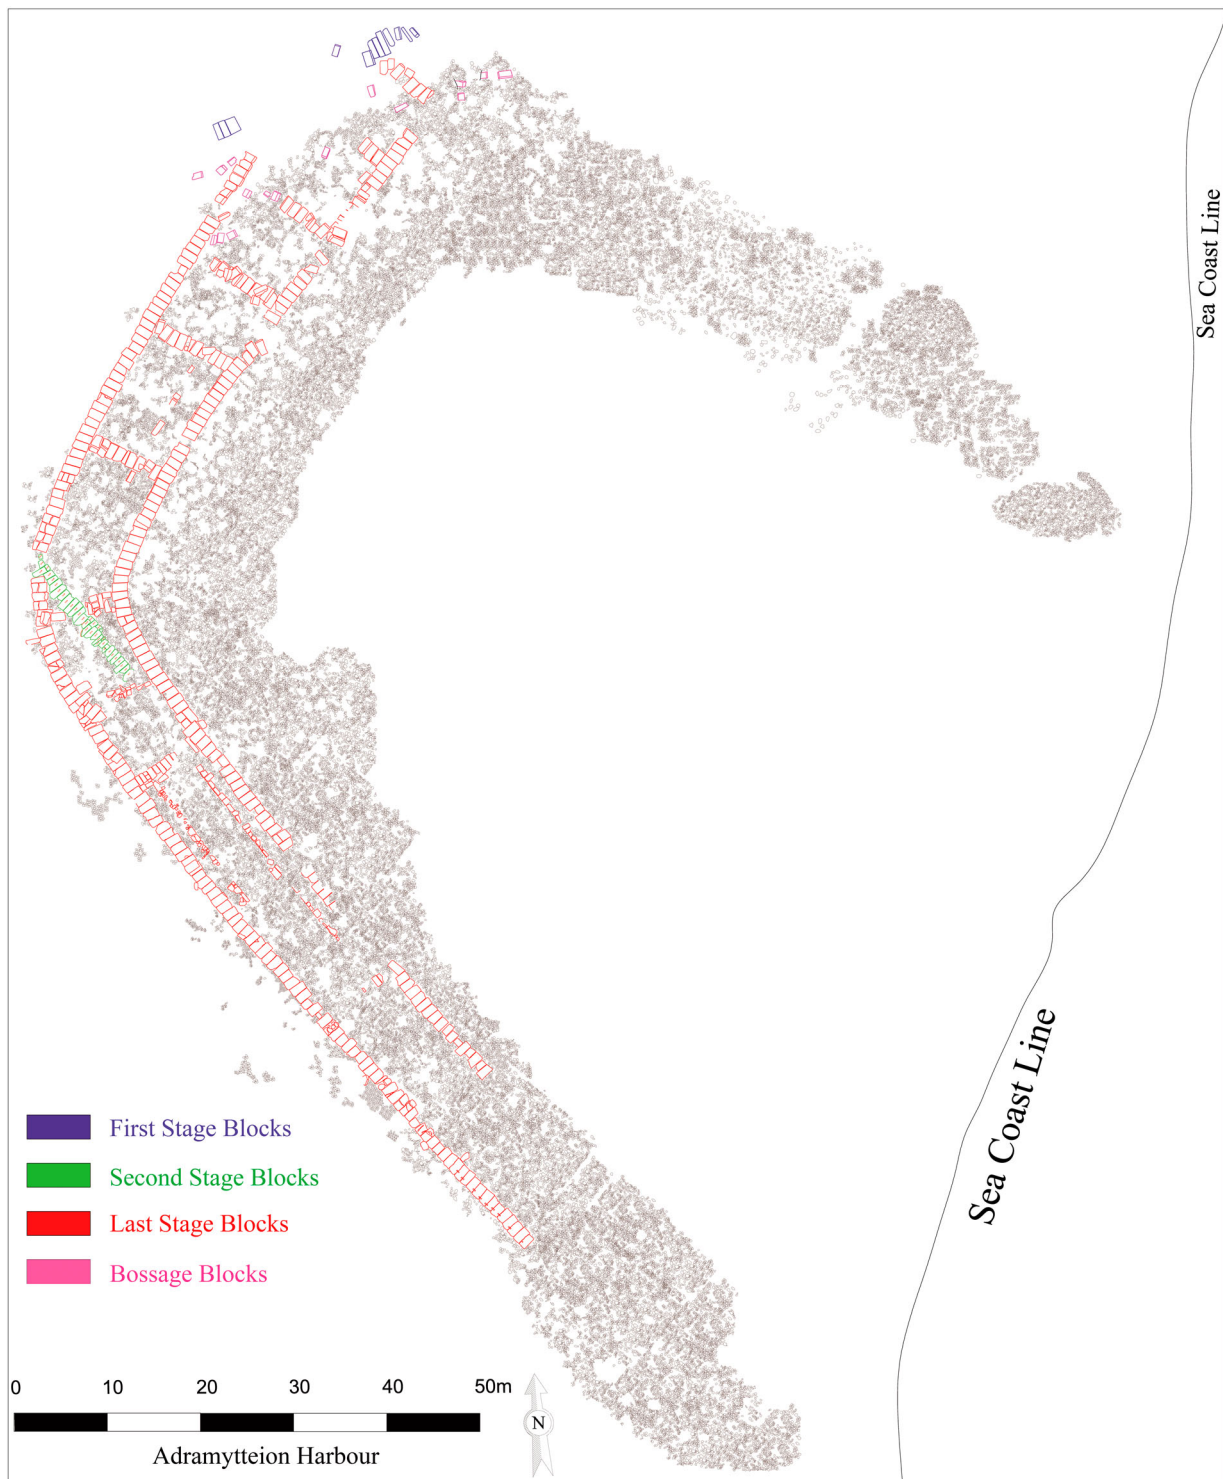 Sea Coast Line
Sea Coast Line
First Stage Blocks
Second Stage Blocks
Last Stage Blocks
Bossage Blocks
0 10 20 30 40 50m
N
Adramytteion Harbour